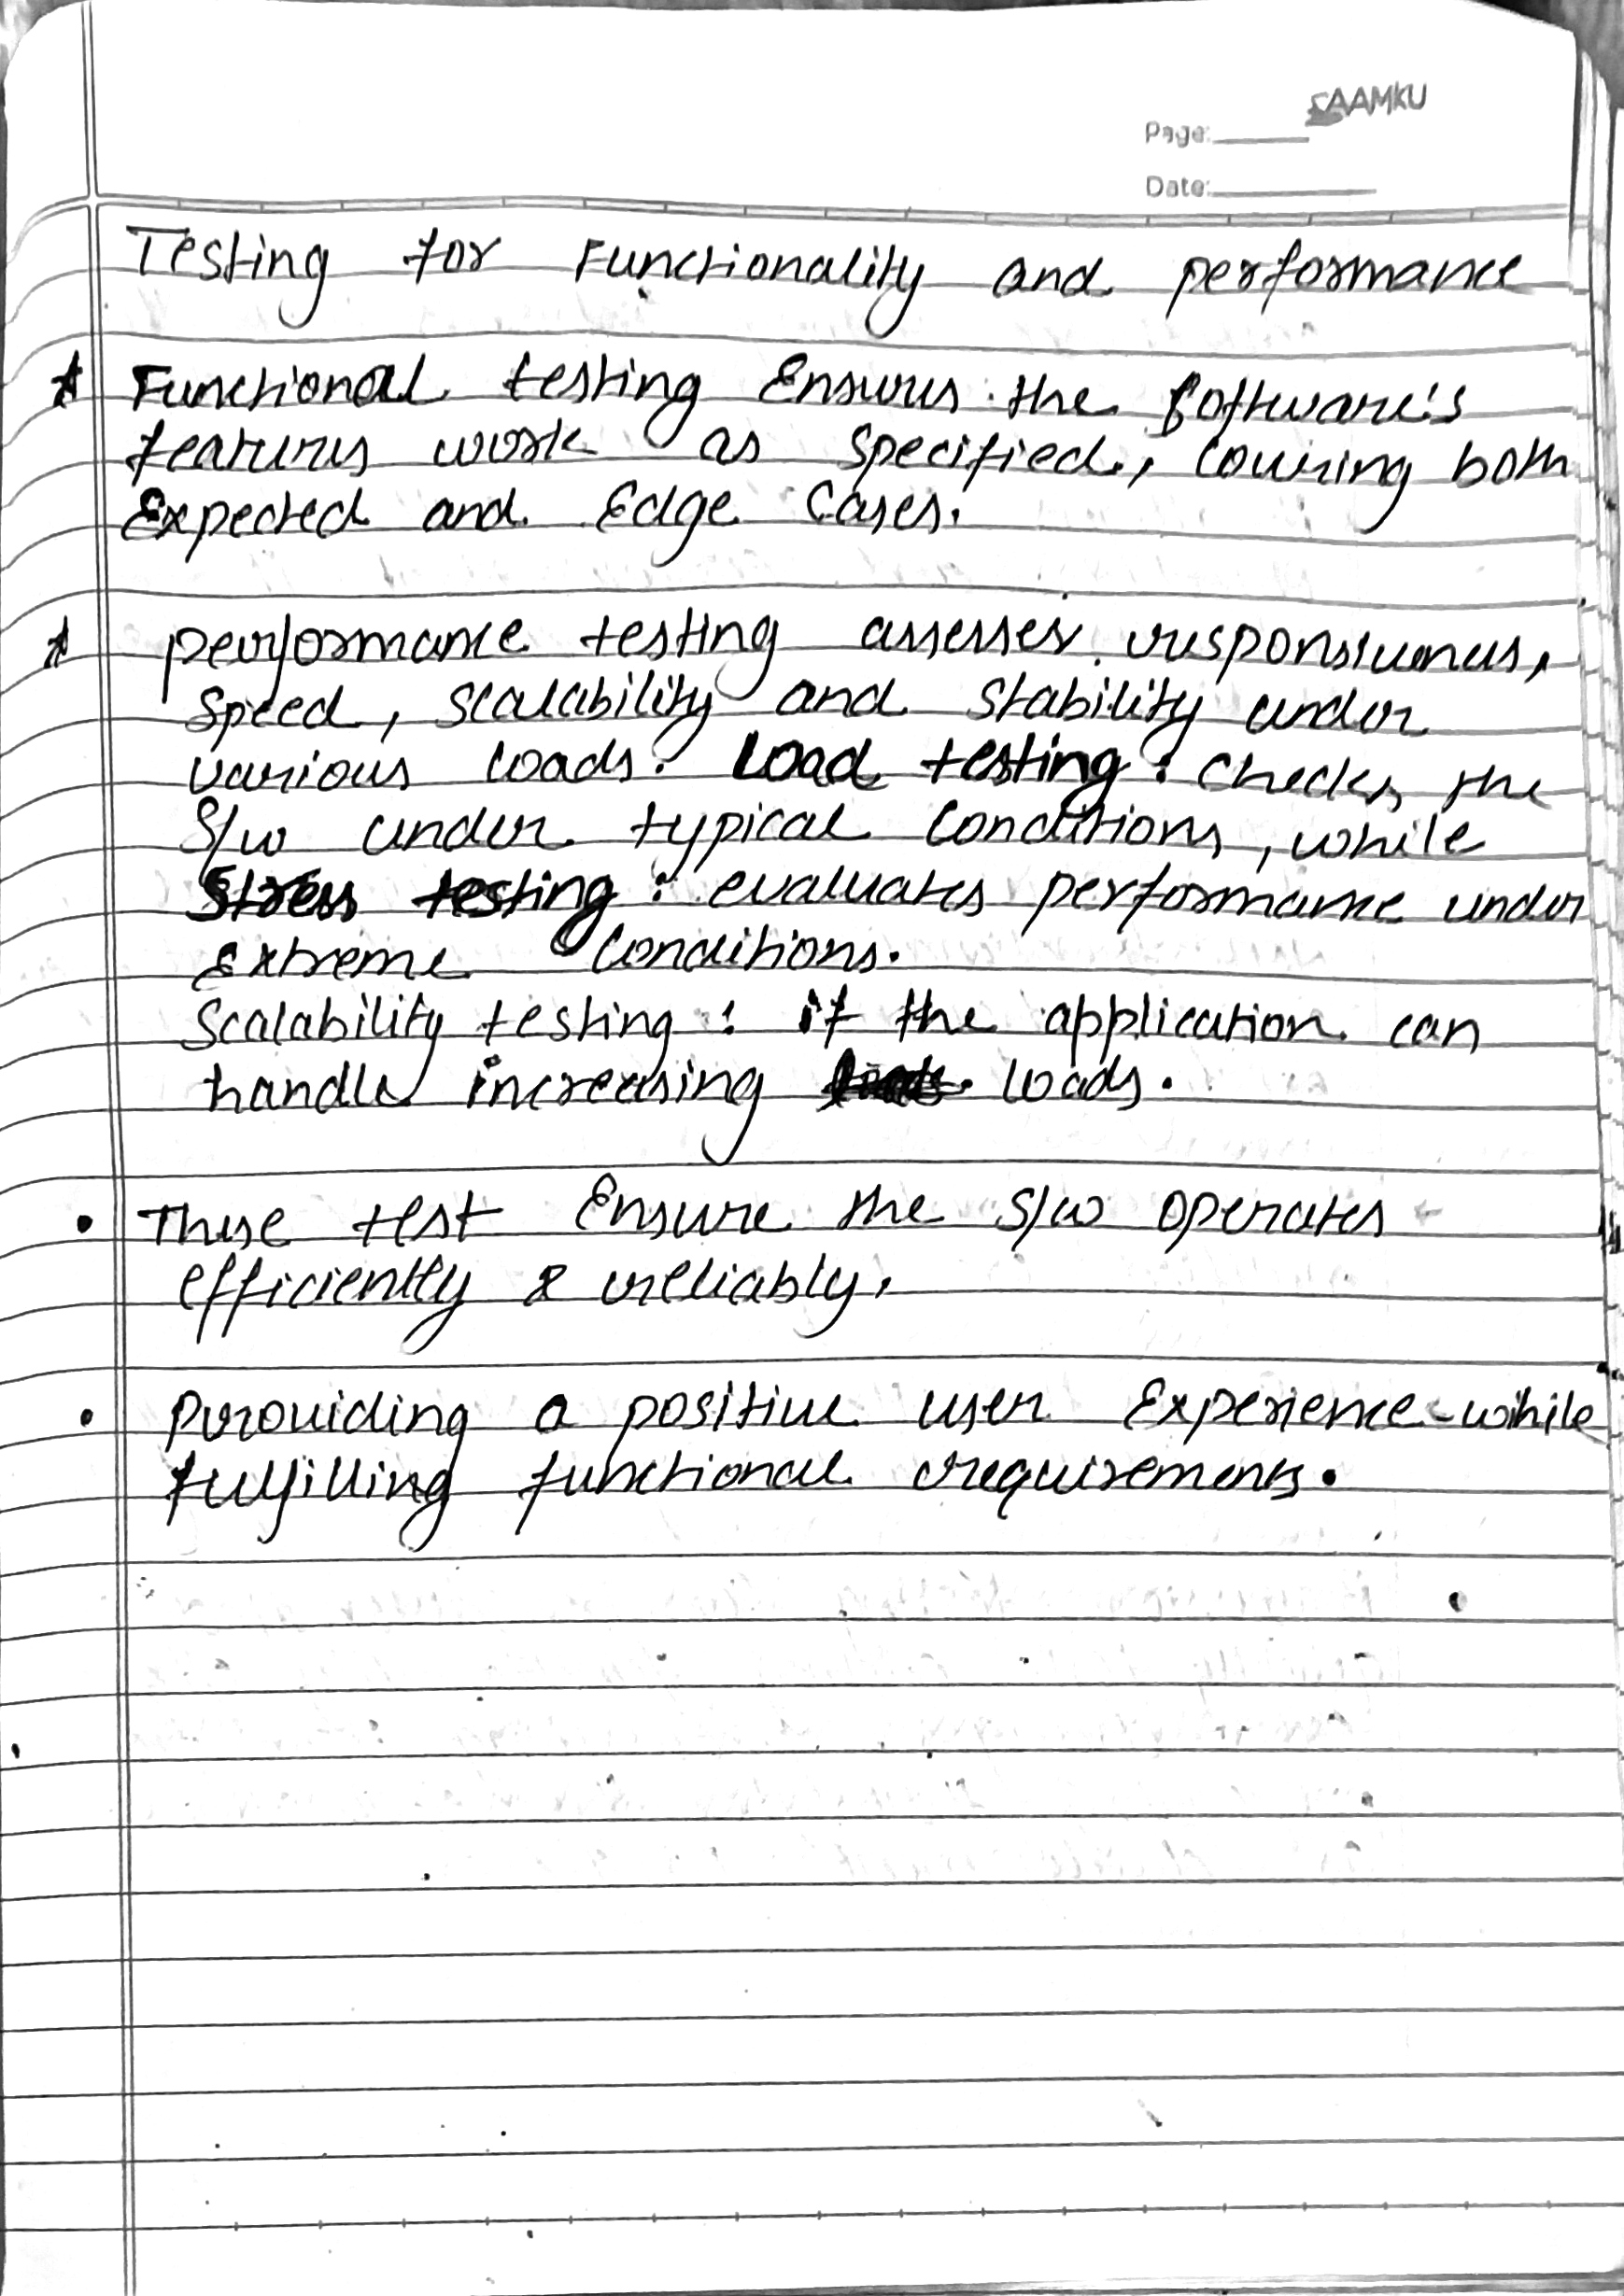 SAAMKU
Page:
Date:
Testing for Functionality and performance
★ Functional testing Ensures the Software's
features work as specified, covering both
Expected and Edge Cases.
★ performance testing assesses responsiveness,
speed, scalability and stability under
various loads. Load testing: checks the
S/w under typical conditions, while
Stress testing: evaluates performance under
Extreme Conditions.
Scalability testing: if the application can
handle increasing loads.
• These test Ensure the S/w operates
efficiently & reliably.
• Providing a positive user Experience while
fulfilling functional requirements.